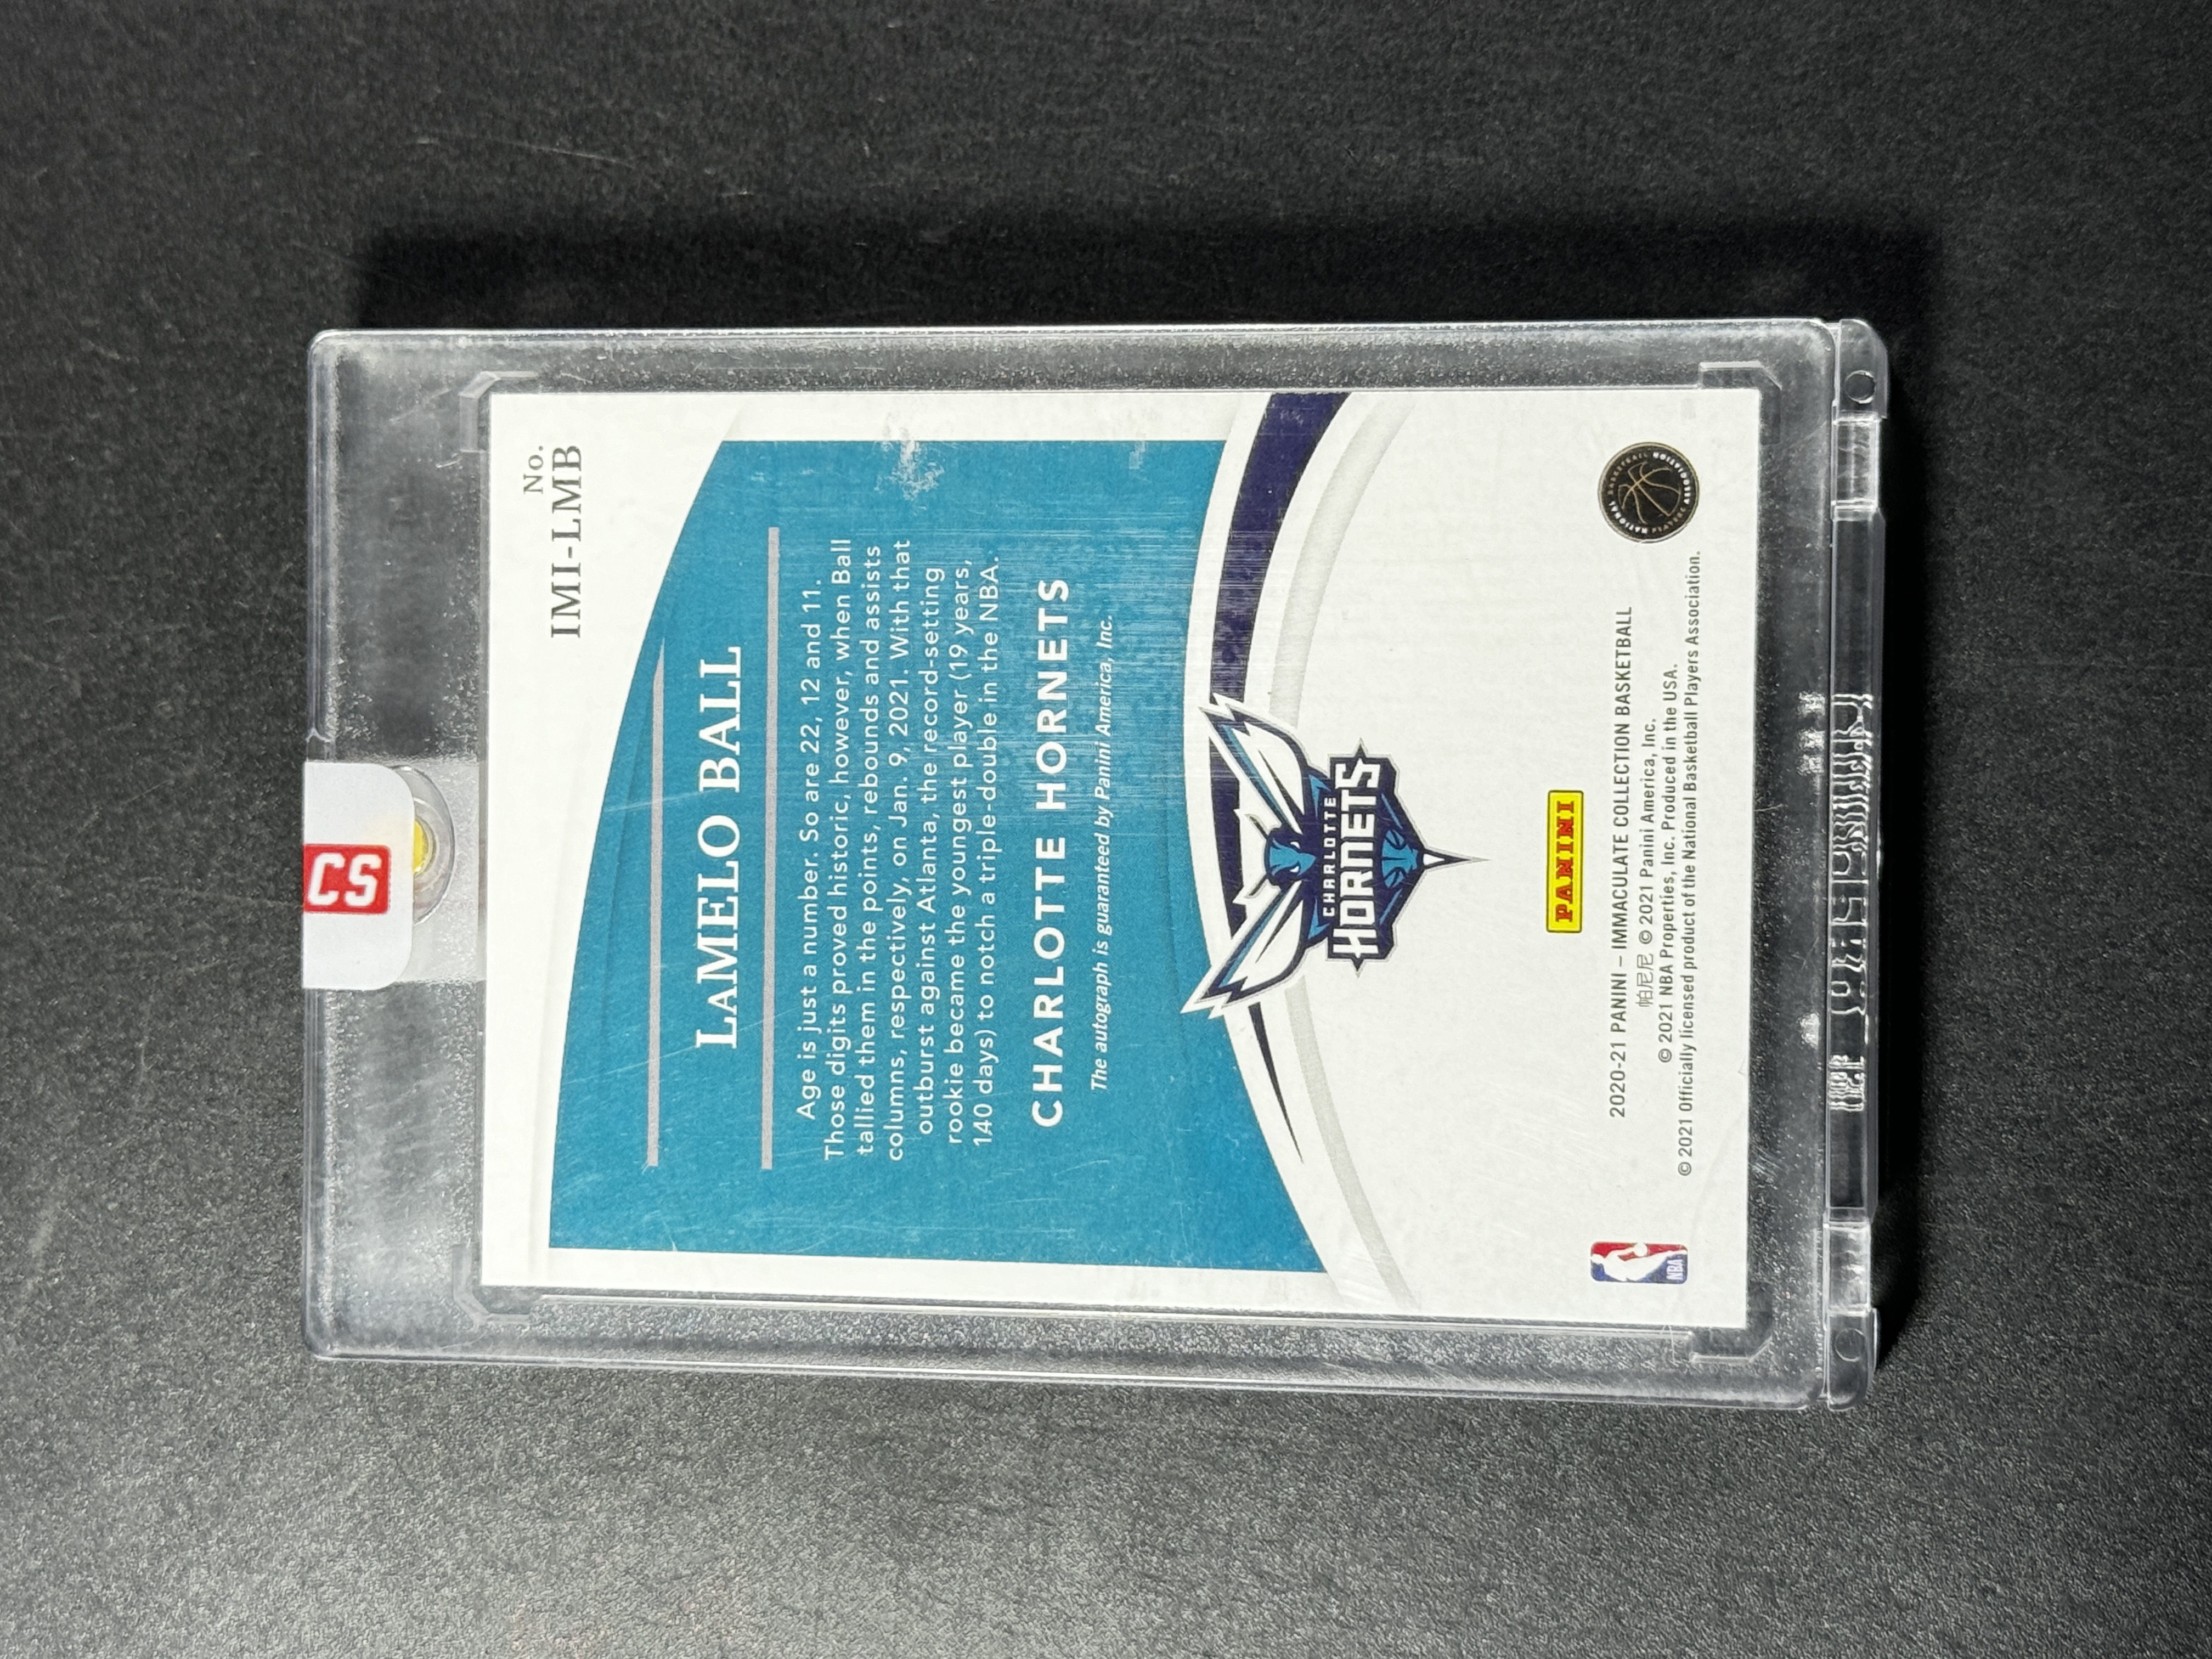 CS
No.
IMI-LMB
LAMELO BALL
Age is just a number. So are 22, 12 and 11.
Those digits proved historic, however, when Ball
tallied them in the points, rebounds and assists
columns, respectively, on Jan. 9, 2021. With that
outburst against Atlanta, the record-setting
rookie became the youngest player (19 years,
140 days) to notch a triple-double in the NBA.
CHARLOTTE HORNETS
The autograph is guaranteed by Panini America, Inc.
CHARLOTTE
HORNETS
PANINI
2020-21 PANINI – IMMACULATE COLLECTION BASKETBALL
帕尼尼 © 2021 Panini America, Inc.
© 2021 NBA Properties, Inc. Produced in the USA.
© 2021 Officially licensed product of the National Basketball Players Association.
NBA
NATIONAL BASKETBALL PLAYERS ASSOCIATION